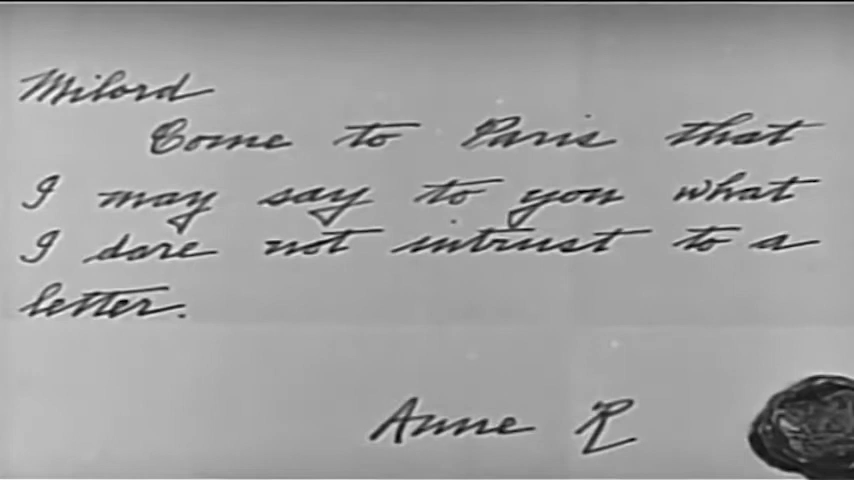 Milord
Come to Paris that
I may say to you what
I dare not intrust to a
letter.
Anne R